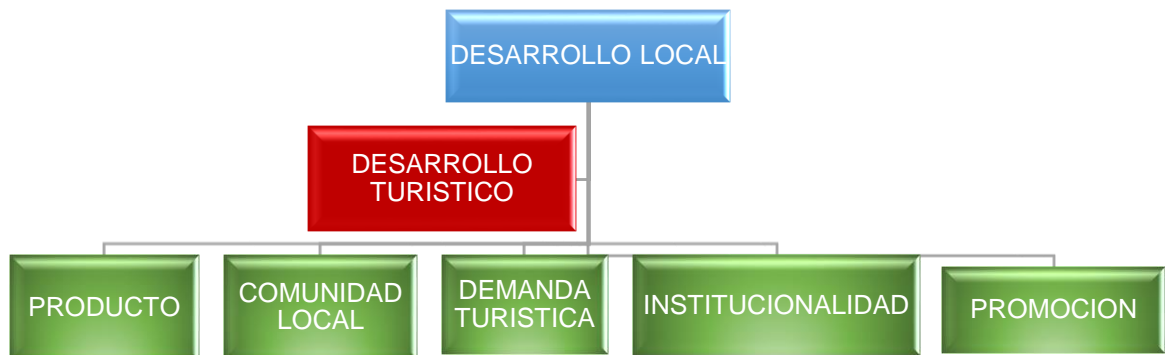 DESARROLLO LOCAL
DESARROLLO
TURISTICO
PRODUCTO
COMUNIDAD
LOCAL
DEMANDA
TURISTICA
INSTITUCIONALIDAD
PROMOCION